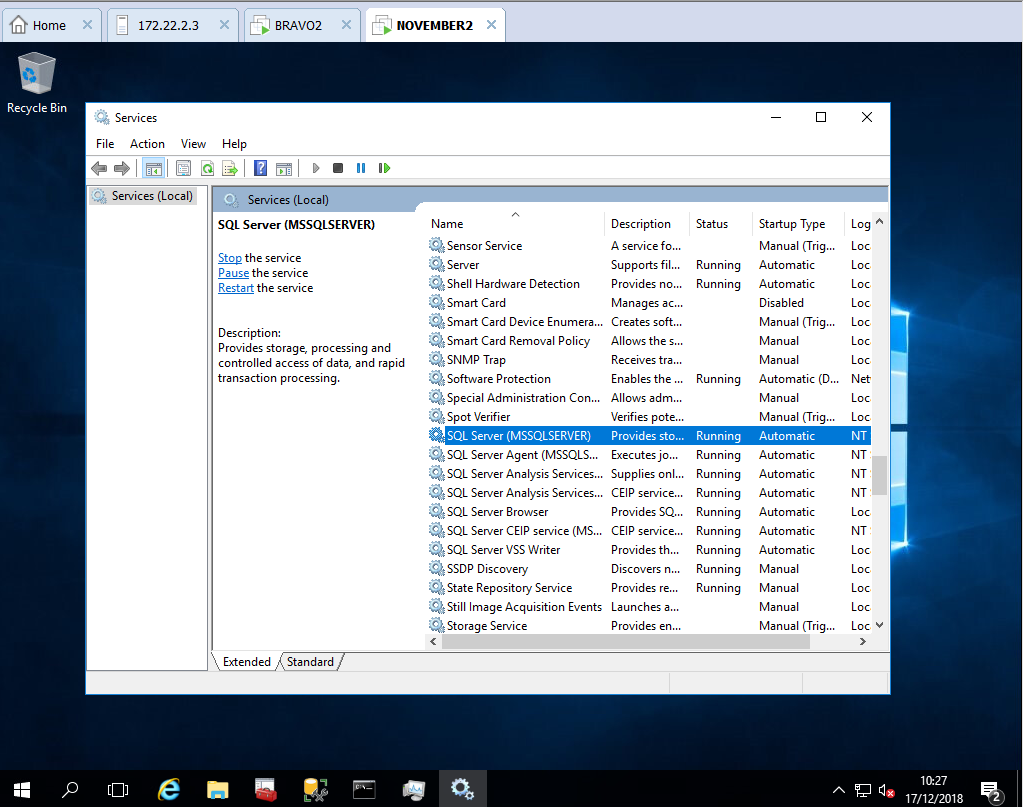 Home
172.22.2.3
BRAVO2
NOVEMBER2
Recycle Bin
Services
File Action View Help
Services (Local)
Services (Local)
SQL Server (MSSQLSERVER)
Stop the service
Pause the service
Restart the service
Description:
Provides storage, processing and
controlled access of data, and rapid
transaction processing.
Name Description Status Startup Type Log
Sensor Service A service fo... Manual (Trig... Loc
Server Supports fil... Running Automatic Loc
Shell Hardware Detection Provides no... Running Automatic Loc
Smart Card Manages ac... Disabled Loc
Smart Card Device Enumera... Creates soft... Manual (Trig... Loc
Smart Card Removal Policy Allows the s... Manual Loc
SNMP Trap Receives tra... Manual Loc
Software Protection Enables the ... Running Automatic (D... Net
Special Administration Con... Allows adm... Manual Loc
Spot Verifier Verifies pote... Manual (Trig... Loc
SQL Server (MSSQLSERVER) Provides sto... Running Automatic NT
SQL Server Agent (MSSQLS... Executes jo... Running Automatic NT
SQL Server Analysis Services... Supplies onl... Running Automatic NT
SQL Server Analysis Services... CEIP service... Running Automatic NT
SQL Server Browser Provides SQ... Running Automatic Loc
SQL Server CEIP service (MS... CEIP service... Running Automatic NT
SQL Server VSS Writer Provides th... Running Automatic Loc
SSDP Discovery Discovers n... Running Manual Loc
State Repository Service Provides re... Running Manual Loc
Still Image Acquisition Events Launches a... Manual Loc
Storage Service Provides en... Manual (Trig... Loc
Extended Standard
10:27
17/12/2018
2